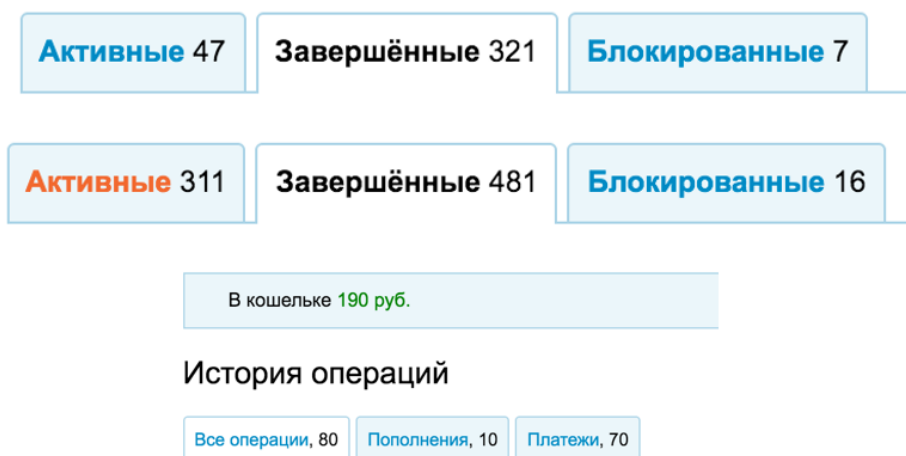 Активные 47 Завершённые 321 Блокированные 7
Активные 311 Завершённые 481 Блокированные 16
В кошельке 190 руб.
История операций
Все операции, 80 Пополнения, 10 Платежи, 70